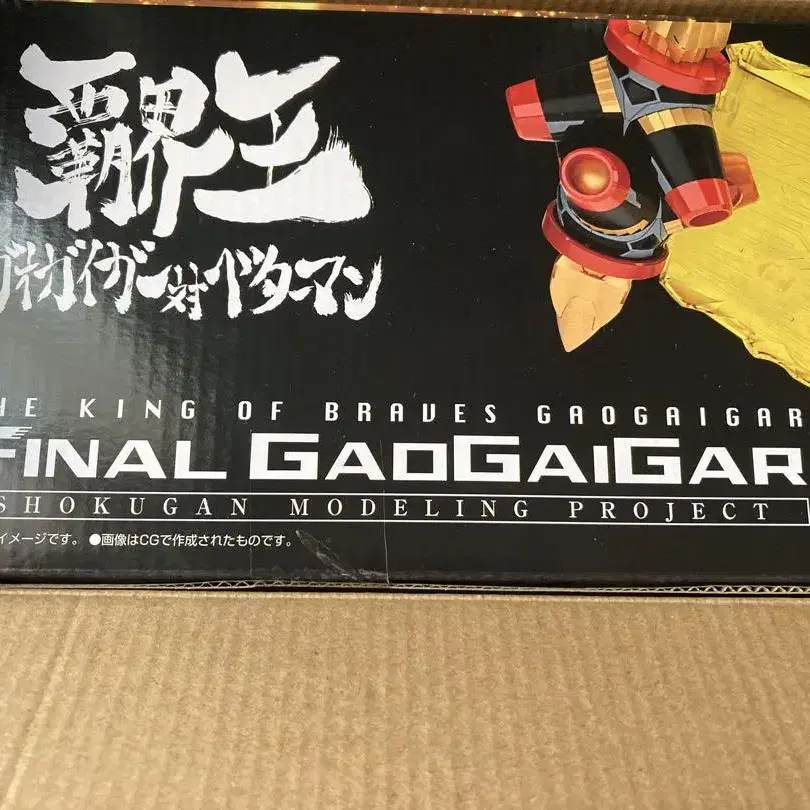 覇界王
ガオガイガー対ベターマン
THE KING OF BRAVES GAOGAIGAR
FINAL GAOGAIGAR
SHOKUGAN MODELING PROJECT
イメージです。 ●画像はCGで作成されたものです。